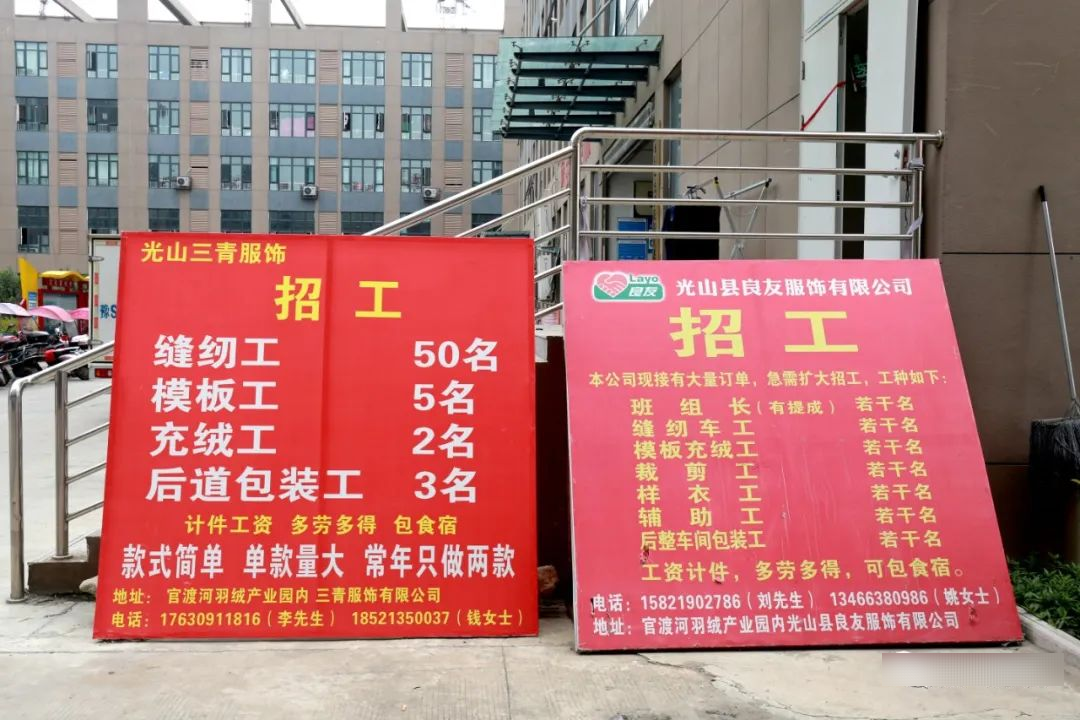 光山三青服饰
招工
缝纫工 50名
模板工 5名
充绒工 2名
后道包装工 3名
计件工资 多劳多得 包食宿
款式简单 单款量大 常年只做两款
地址： 官渡河羽绒产业园内 三青服饰有限公司
电话：17630911816（李先生） 18521350037（钱女士）
Layo
良友
光山县良友服饰有限公司
招工
本公司现接有大量订单，急需扩大招工，工种如下：
班组长（有提成） 若干名
缝纫车工 若干名
模板充绒工 若干名
裁剪工 若干名
样衣工 若干名
辅助工 若干名
后整车间包装工 若干名
工资计件，多劳多得，可包食宿。
电话：15821902786（刘先生） 13466380986（姚女士）
地址：官渡河羽绒产业园内光山县良友服饰有限公司
豫S